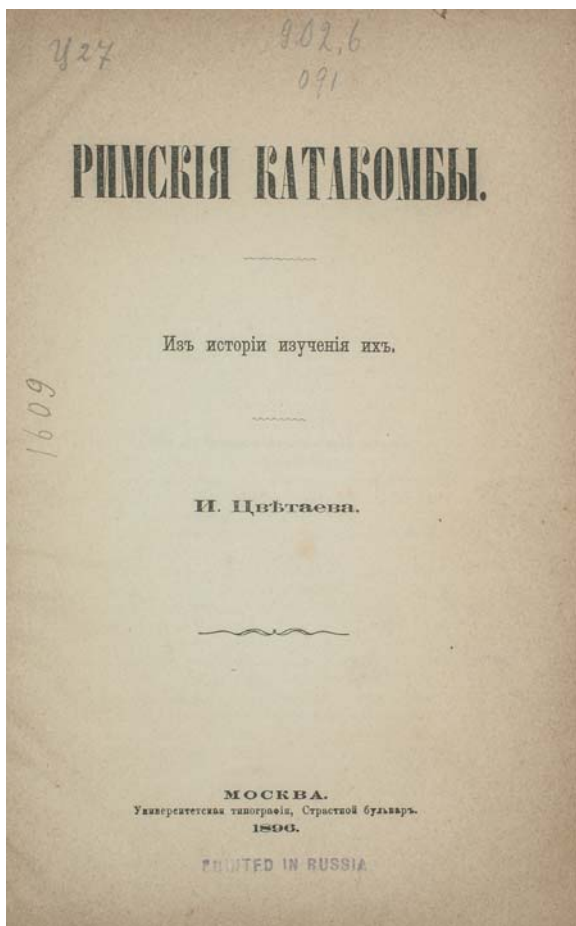 Ц27
902,6
091
РИМСКІЯ КАТАКОМБЫ.
Изъ исторіи изученія ихъ.
1609
И. Цвѣтаева.
МОСКВА.
Университетская типографія, Страстной бульваръ.
1896.
PRINTED IN RUSSIA